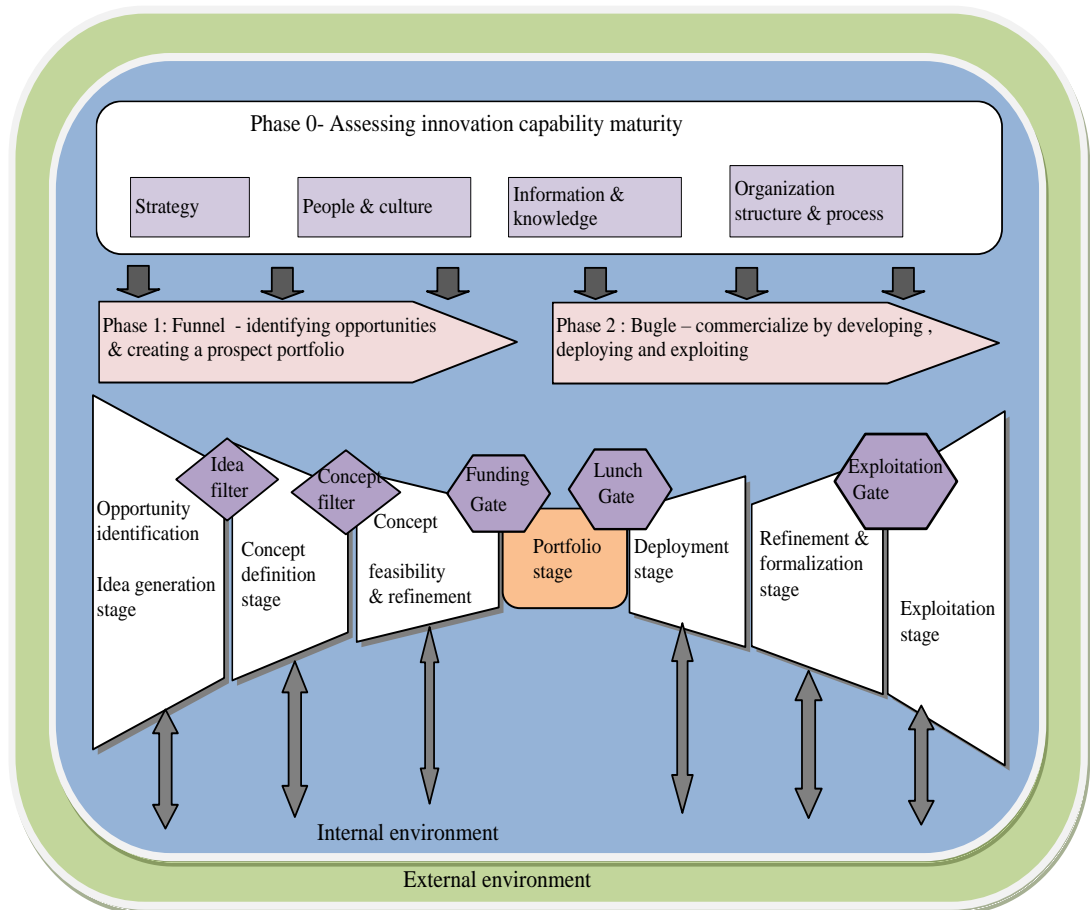 Phase 0- Assessing innovation capability maturity
Strategy
People & culture
Information &
knowledge
Organization
structure & process
Phase 1: Funnel - identifying opportunities
& creating a prospect portfolio
Phase 2 : Bugle – commercialize by developing ,
deploying and exploiting
Idea
filter
Concept
filter
Funding
Gate
Lunch
Gate
Exploitation
Gate
Opportunity
identification
Idea generation
stage
Concept
definition
stage
Concept
feasibility
& refinement
Portfolio
stage
Deployment
stage
Refinement &
formalization
stage
Exploitation
stage
Internal environment
External environment